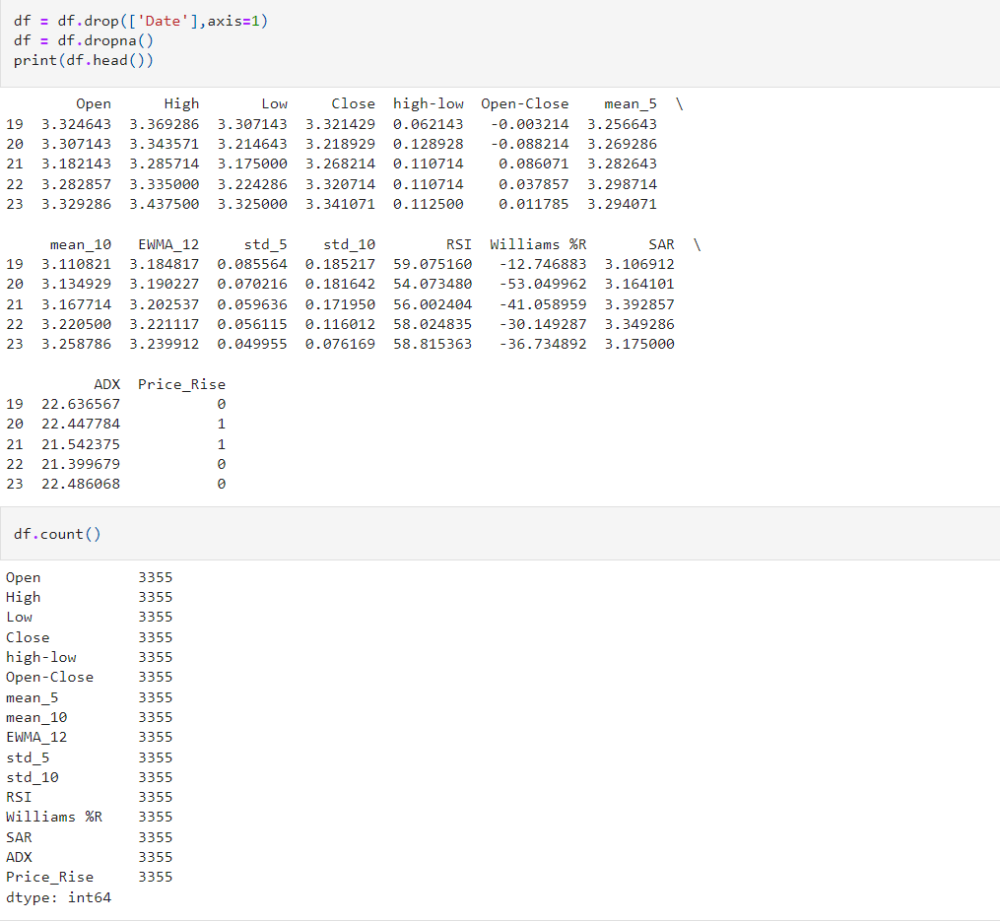 df = df.drop(['Date'],axis=1)
df = df.dropna()
print(df.head())
        Open      High       Low     Close  high-low  Open-Close    mean_5  \
19  3.324643  3.369286  3.307143  3.321429  0.062143   -0.003214  3.256643
20  3.307143  3.343571  3.214643  3.218929  0.128928   -0.088214  3.269286
21  3.182143  3.285714  3.175000  3.268214  0.110714    0.086071  3.282643
22  3.282857  3.335000  3.224286  3.320714  0.110714    0.037857  3.298714
23  3.329286  3.437500  3.325000  3.341071  0.112500    0.011785  3.294071
     mean_10   EWMA_12     std_5    std_10        RSI  Williams %R       SAR  \
19  3.110821  3.184817  0.085564  0.185217  59.075160   -12.746883  3.106912
20  3.134929  3.190227  0.070216  0.181642  54.073480   -53.049962  3.164101
21  3.167714  3.202537  0.059636  0.171950  56.002404   -41.058959  3.392857
22  3.220500  3.221117  0.056115  0.116012  58.024835   -30.149287  3.349286
23  3.258786  3.239912  0.049955  0.076169  58.815363   -36.734892  3.175000
          ADX  Price_Rise
19  22.636567           0
20  22.447784           1
21  21.542375           1
22  21.399679           0
23  22.486068           0
df.count()
Open           3355
High           3355
Low            3355
Close          3355
high-low       3355
Open-Close     3355
mean_5         3355
mean_10        3355
EWMA_12        3355
std_5          3355
std_10         3355
RSI            3355
Williams %R    3355
SAR            3355
ADX            3355
Price_Rise     3355
dtype: int64